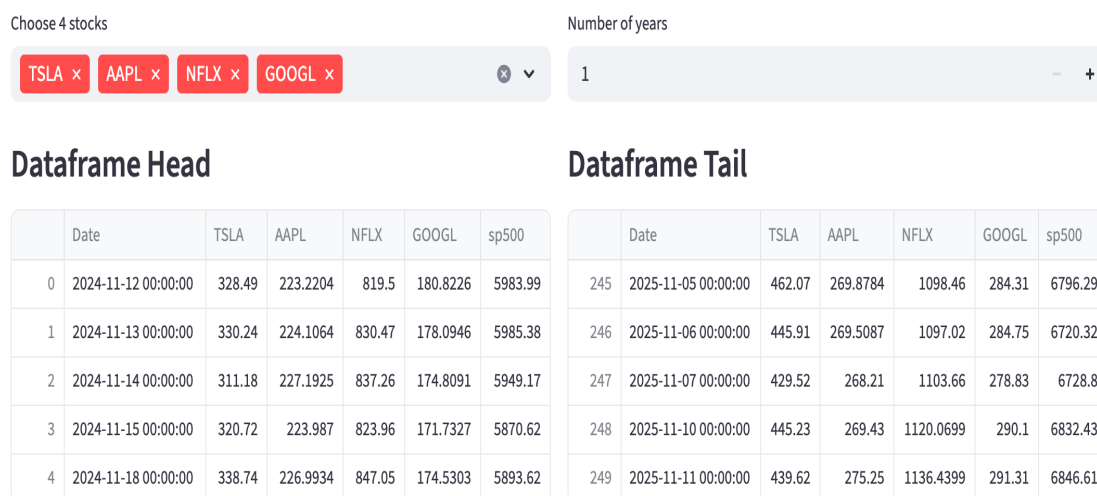 Choose 4 stocks
TSLA × AAPL × NFLX × GOOGL ×
Number of years
1 − +
Dataframe Head
Date TSLA AAPL NFLX GOOGL sp500
0 2024-11-12 00:00:00 328.49 223.2204 819.5 180.8226 5983.99
1 2024-11-13 00:00:00 330.24 224.1064 830.47 178.0946 5985.38
2 2024-11-14 00:00:00 311.18 227.1925 837.26 174.8091 5949.17
3 2024-11-15 00:00:00 320.72 223.987 823.96 171.7327 5870.62
4 2024-11-18 00:00:00 338.74 226.9934 847.05 174.5303 5893.62
Dataframe Tail
Date TSLA AAPL NFLX GOOGL sp500
245 2025-11-05 00:00:00 462.07 269.8784 1098.46 284.31 6796.29
246 2025-11-06 00:00:00 445.91 269.5087 1097.02 284.75 6720.32
247 2025-11-07 00:00:00 429.52 268.21 1103.66 278.83 6728.8
248 2025-11-10 00:00:00 445.23 269.43 1120.0699 290.1 6832.43
249 2025-11-11 00:00:00 439.62 275.25 1136.4399 291.31 6846.61